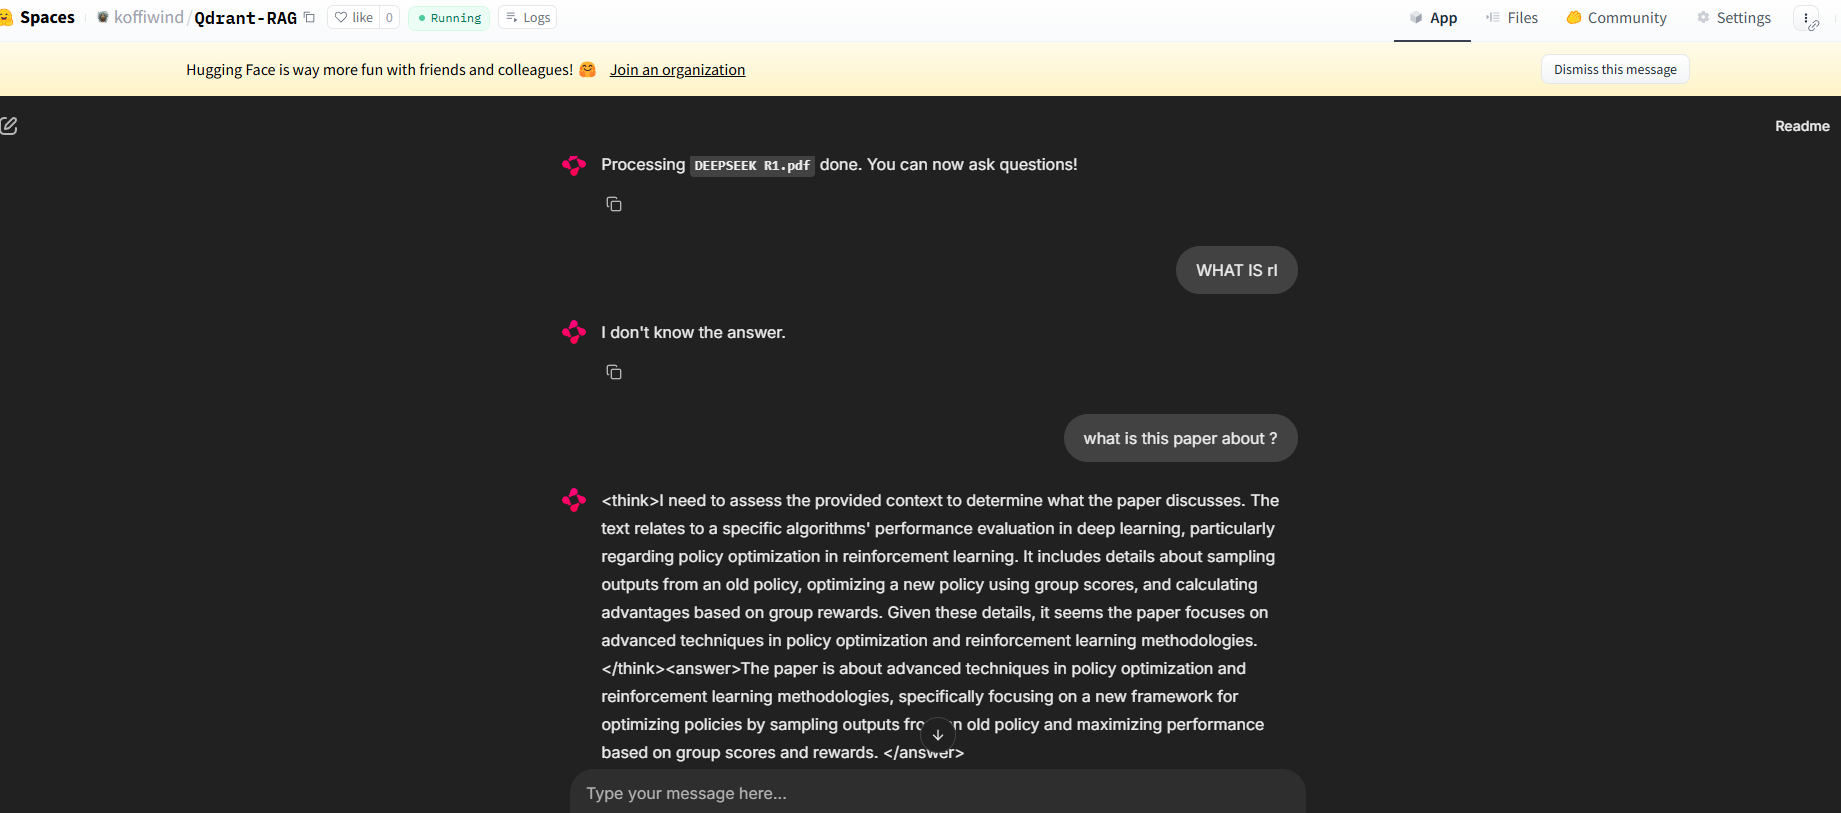 Spaces koffiwind/Qdrant-RAG like 0 Running Logs App Files Community Settings
Hugging Face is way more fun with friends and colleagues! 🤗 Join an organization Dismiss this message
Readme
Processing DEEPSEEK R1.pdf done. You can now ask questions!
WHAT IS rl
I don't know the answer.
what is this paper about ?
<think>I need to assess the provided context to determine what the paper discusses. The
text relates to a specific algorithms' performance evaluation in deep learning, particularly
regarding policy optimization in reinforcement learning. It includes details about sampling
outputs from an old policy, optimizing a new policy using group scores, and calculating
advantages based on group rewards. Given these details, it seems the paper focuses on
advanced techniques in policy optimization and reinforcement learning methodologies.
</think><answer>The paper is about advanced techniques in policy optimization and
reinforcement learning methodologies, specifically focusing on a new framework for
optimizing policies by sampling outputs old policy and maximizing performance
based on group scores and rewards. </answer>
Type your message here...